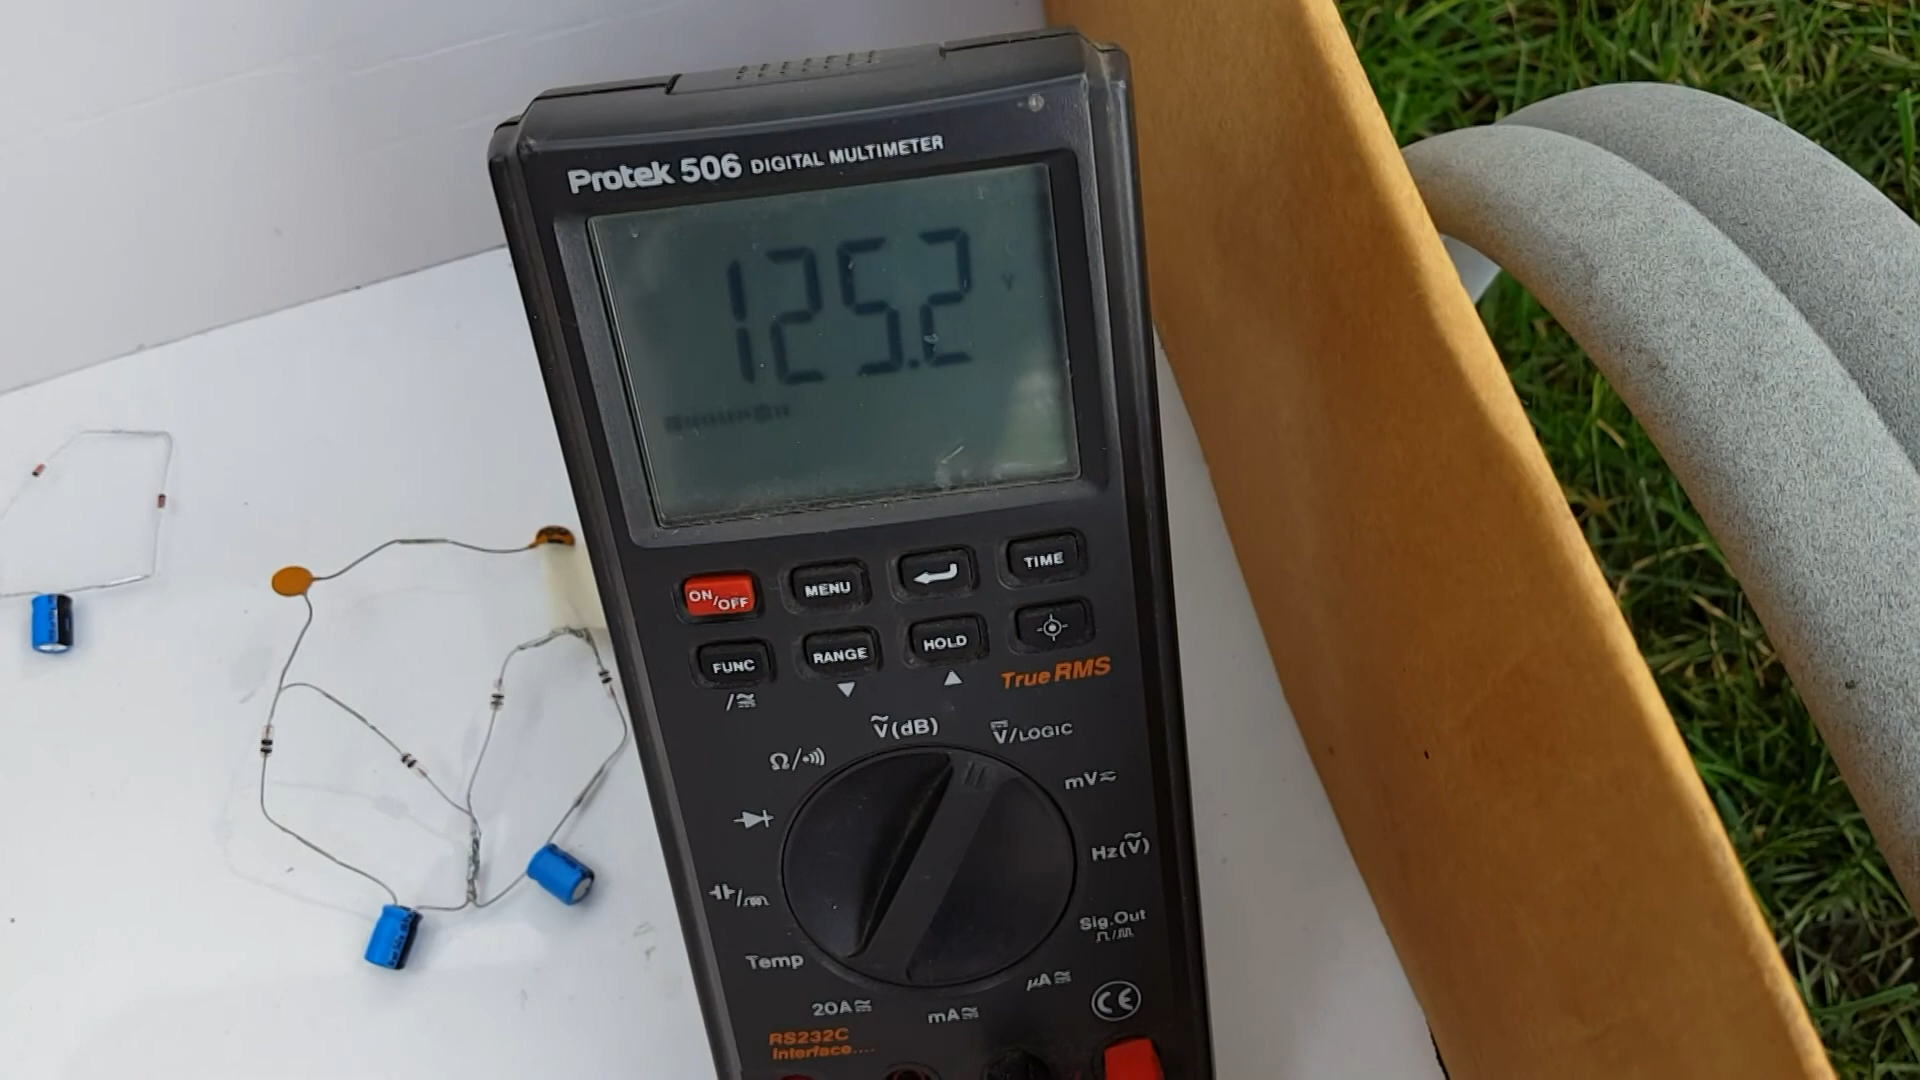 Protek 506 DIGITAL MULTIMETER
125.2
V
ON/OFF
MENU
TIME
FUNC
RANGE
HOLD
True RMS
V(dB)
V/LOGIC
Ω/
mV
Hz(V)
Sig.Out
Temp
μA
20A
mA
CE
RS232C
Interface....